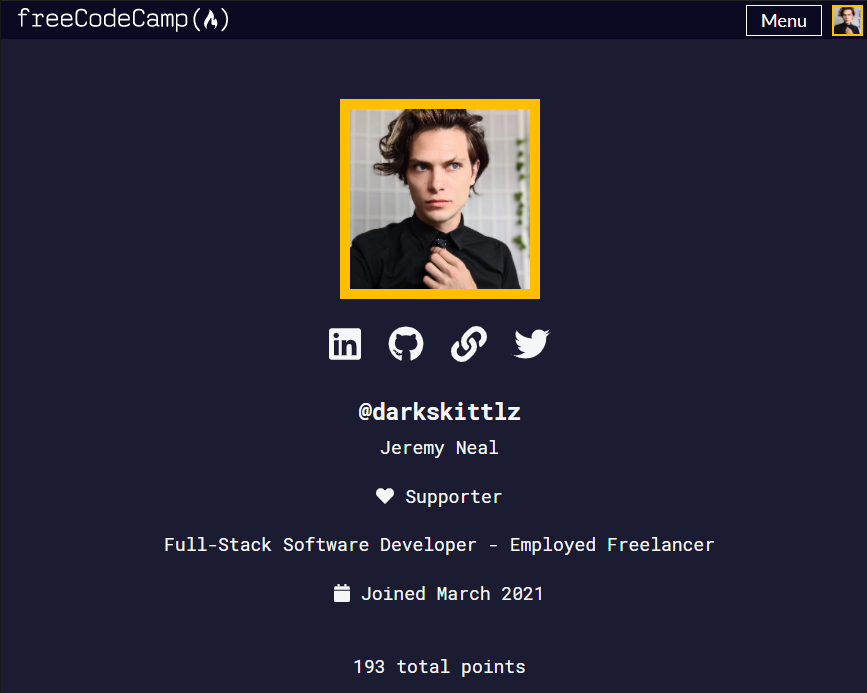 freeCodeCamp
Menu
@darkskittlz
Jeremy Neal
Supporter
Full-Stack Software Developer - Employed Freelancer
Joined March 2021
193 total points